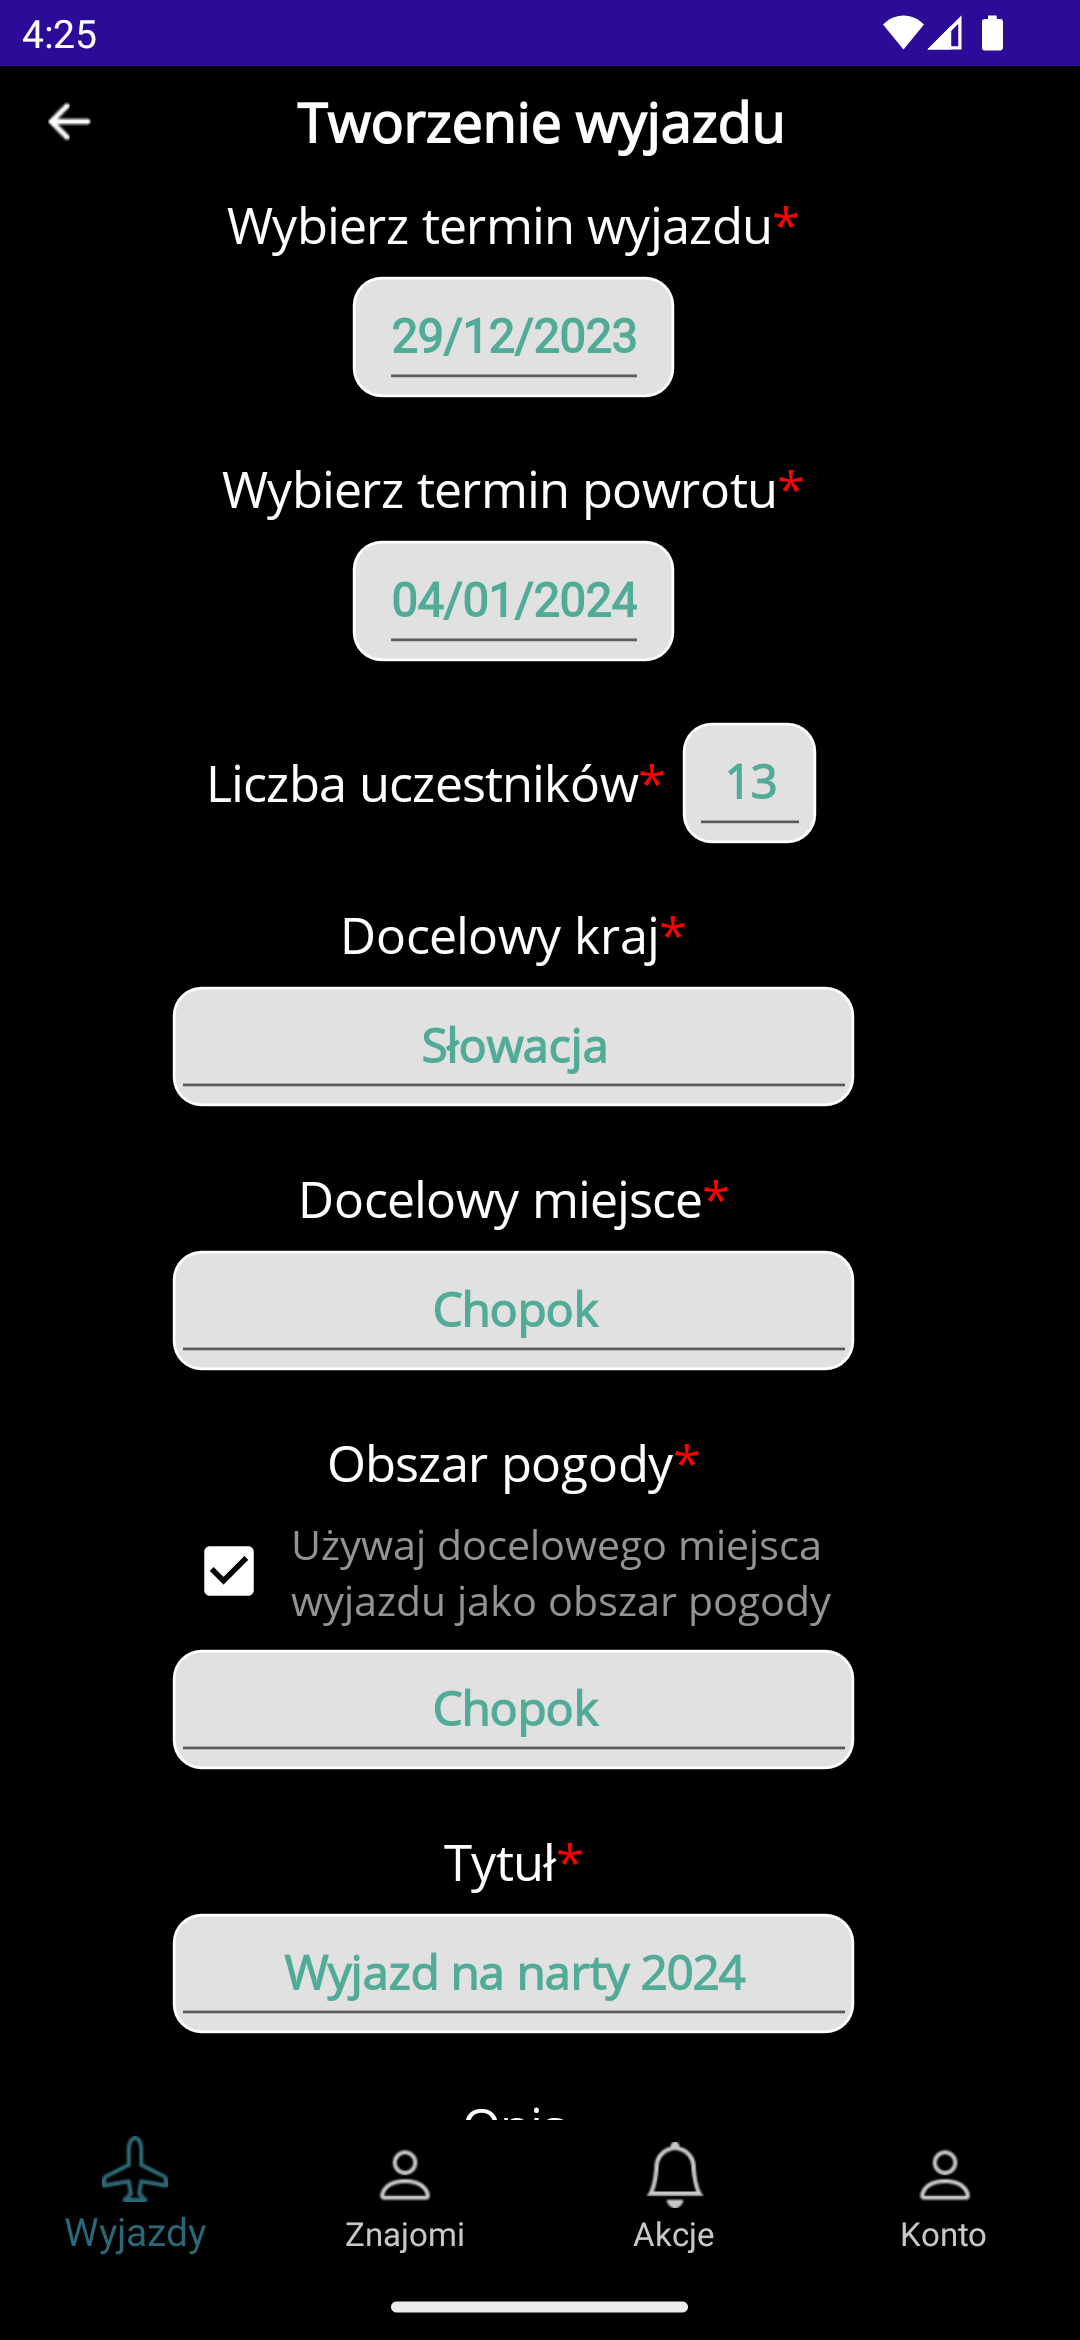 4:25
Tworzenie wyjazdu
Wybierz termin wyjazdu*
29/12/2023
Wybierz termin powrotu*
04/01/2024
Liczba uczestników* 13
Docelowy kraj*
Słowacja
Docelowy miejsce*
Chopok
Obszar pogody*
Używaj docelowego miejsca
wyjazdu jako obszar pogody
Chopok
Tytuł*
Wyjazd na narty 2024
Opis
Wyjazdy Znajomi Akcje Konto